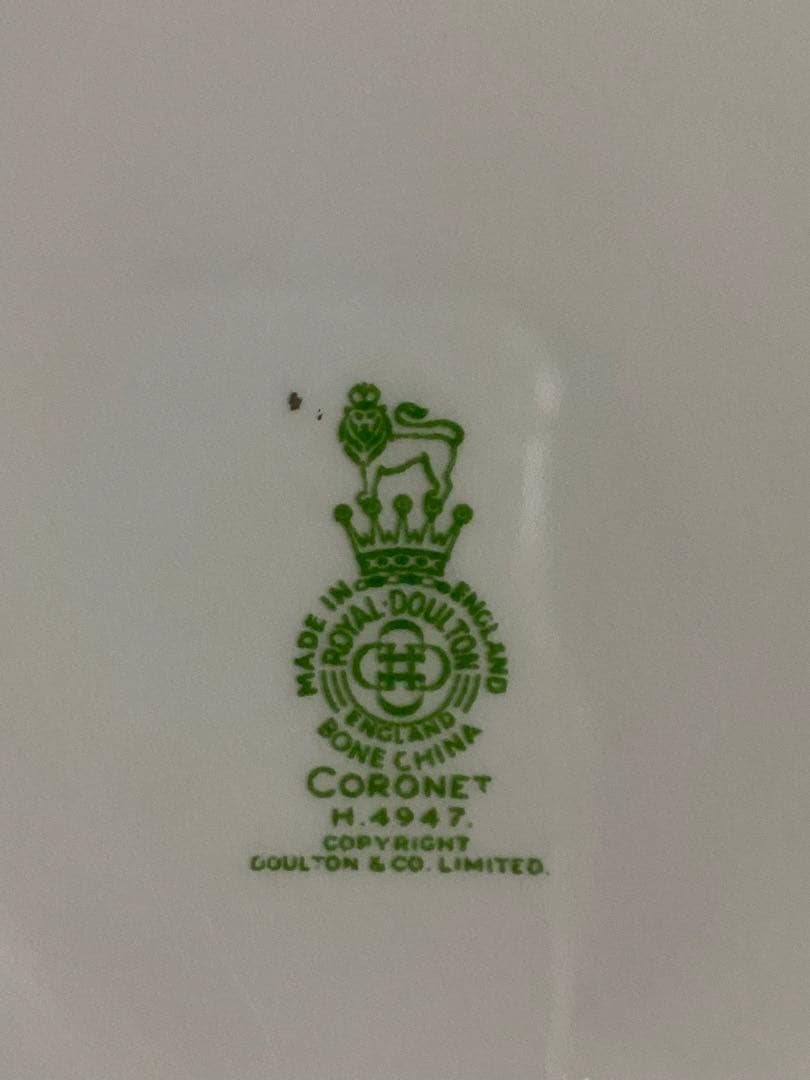 MADE IN ENGLAND
ROYAL·DOULTON
ENGLAND
BONE CHINA
CORONET
H.4947.
COPYRIGHT
DOULTON & CO. LIMITED.